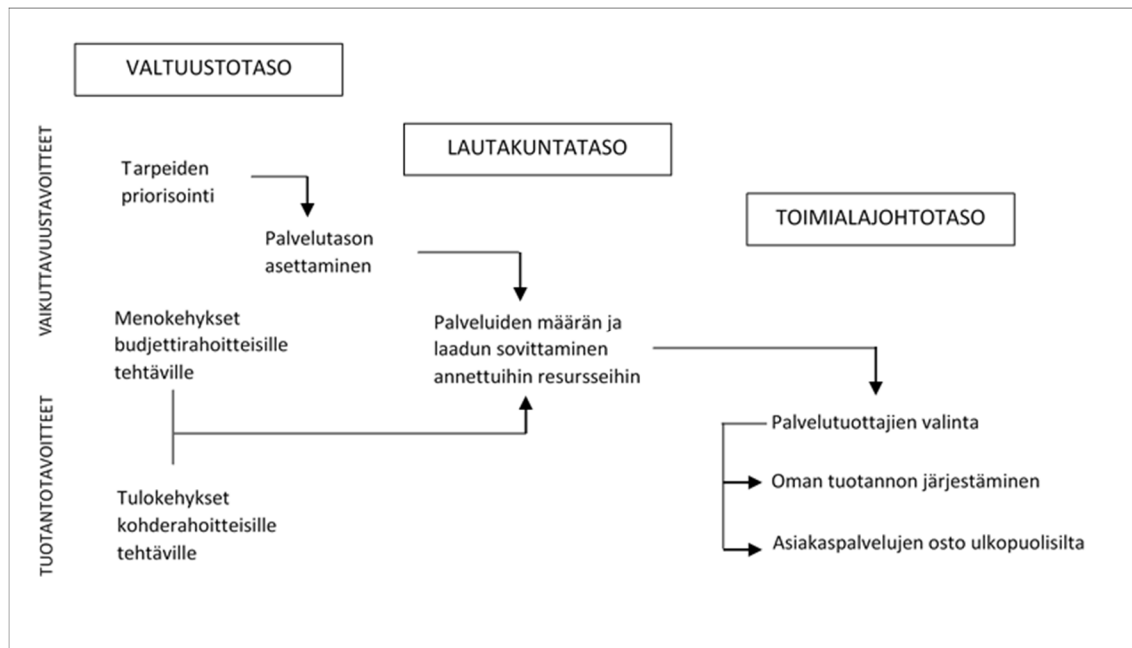 VALTUUSTOTASO
LAUTAKUNTATASO
TOIMIALAJOHTOTASO
VAIKUTTAVUUSTAVOITTEET
Tarpeiden
priorisointi
Palvelutason
asettaminen
Menokehykset
budjettirahoitteisille
tehtäville
Palveluiden määrän ja
laadun sovittaminen
annettuihin resursseihin
TUOTANTOTAVOITTEET
Tulokehykset
kohderahoitteisille
tehtäville
Palvelutuottajien valinta
Oman tuotannon järjestäminen
Asiakaspalvelujen osto ulkopuolisilta